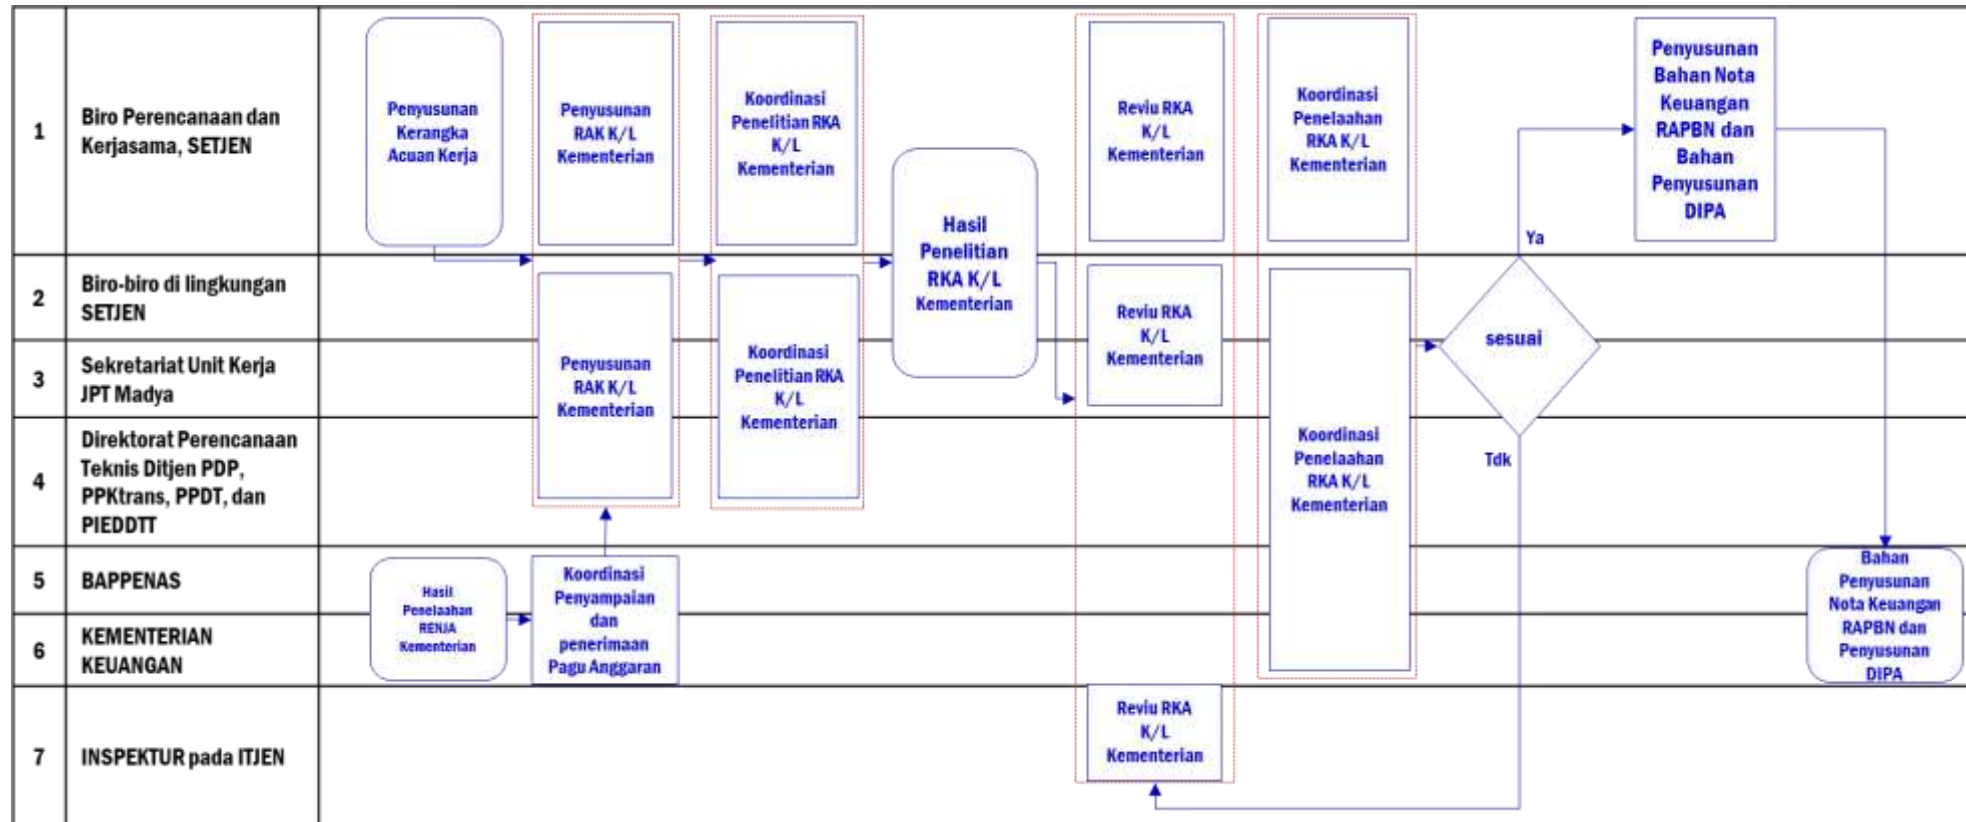 1
Biro Perencanaan dan
Kerjasama, SETJEN
Penyusunan
Kerangka
Acuan Kerja
Penyusunan
RAK K/L
Kementerian
Koordinasi
Penelitian RKA
K/L
Kementerian
Hasil
Penelitian
RKA K/L
Kementerian
Reviu RKA
K/L
Kementerian
Koordinasi
Penelaahan
RKA K/L
Kementerian
Penyusunan
Bahan Nota
Keuangan
RAPBN dan
Bahan
Penyusunan
DIPA
Ya
2
Biro-biro di lingkungan
SETJEN
Reviu RKA
K/L
Kementerian
sesuai
3
Sekretariat Unit Kerja
JPT Madya
Penyusunan
RAK K/L
Kementerian
Koordinasi
Penelitian RKA
K/L
Kementerian
4
Direktorat Perencanaan
Teknis Ditjen PDP,
PPKtrans, PPDT, dan
PIEDDTT
Koordinasi
Penelaahan
RKA K/L
Kementerian
Tdk
5
BAPPENAS
Hasil
Penelaahan
RENJA
Kementerian
Koordinasi
Penyampaian
dan
penerimaan
Pagu Anggaran
Bahan
Penyusunan
Nota Keuangan
RAPBN dan
Penyusunan
DIPA
6
KEMENTERIAN
KEUANGAN
7
INSPEKTUR pada ITJEN
Reviu RKA
K/L
Kementerian